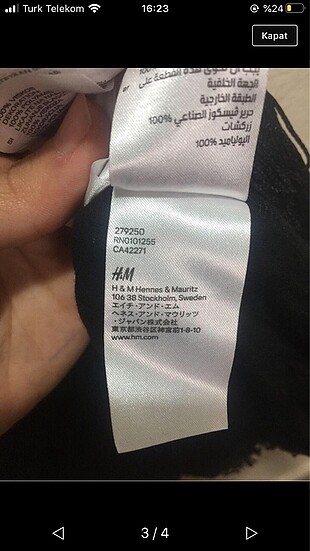 Turk Telekom
16:23
%24
Kapat
الجهة الخلفية
الطبقة الخارجية
حرير ڤيسكوز الصناعي %100
زركشات
البولياميد %100
279250
RN0101255
CA42271
H&M
H & M Hennes & Mauritz
106 38 Stockholm, Sweden
エイチ・アンド・エム
ヘネス・アンド・マウリッツ
・ジャパン株式会社
東京都渋谷区神宮前1-8-10
www.hm.com
3 / 4